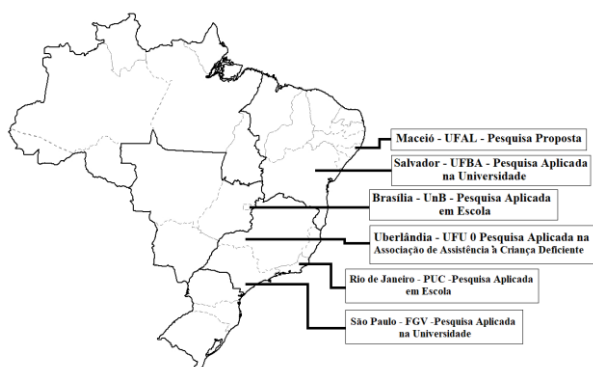 Maceió - UFAL - Pesquisa Proposta
Salvador - UFBA - Pesquisa Aplicada
na Universidade
Brasília - UnB - Pesquisa Aplicada
em Escola
Uberlândia - UFU 0 Pesquisa Aplicada na
Associação de Assistência à Criança Deficiente
Rio de Janeiro - PUC -Pesquisa Aplicada
em Escola
São Paulo - FGV -Pesquisa Aplicada
na Universidade